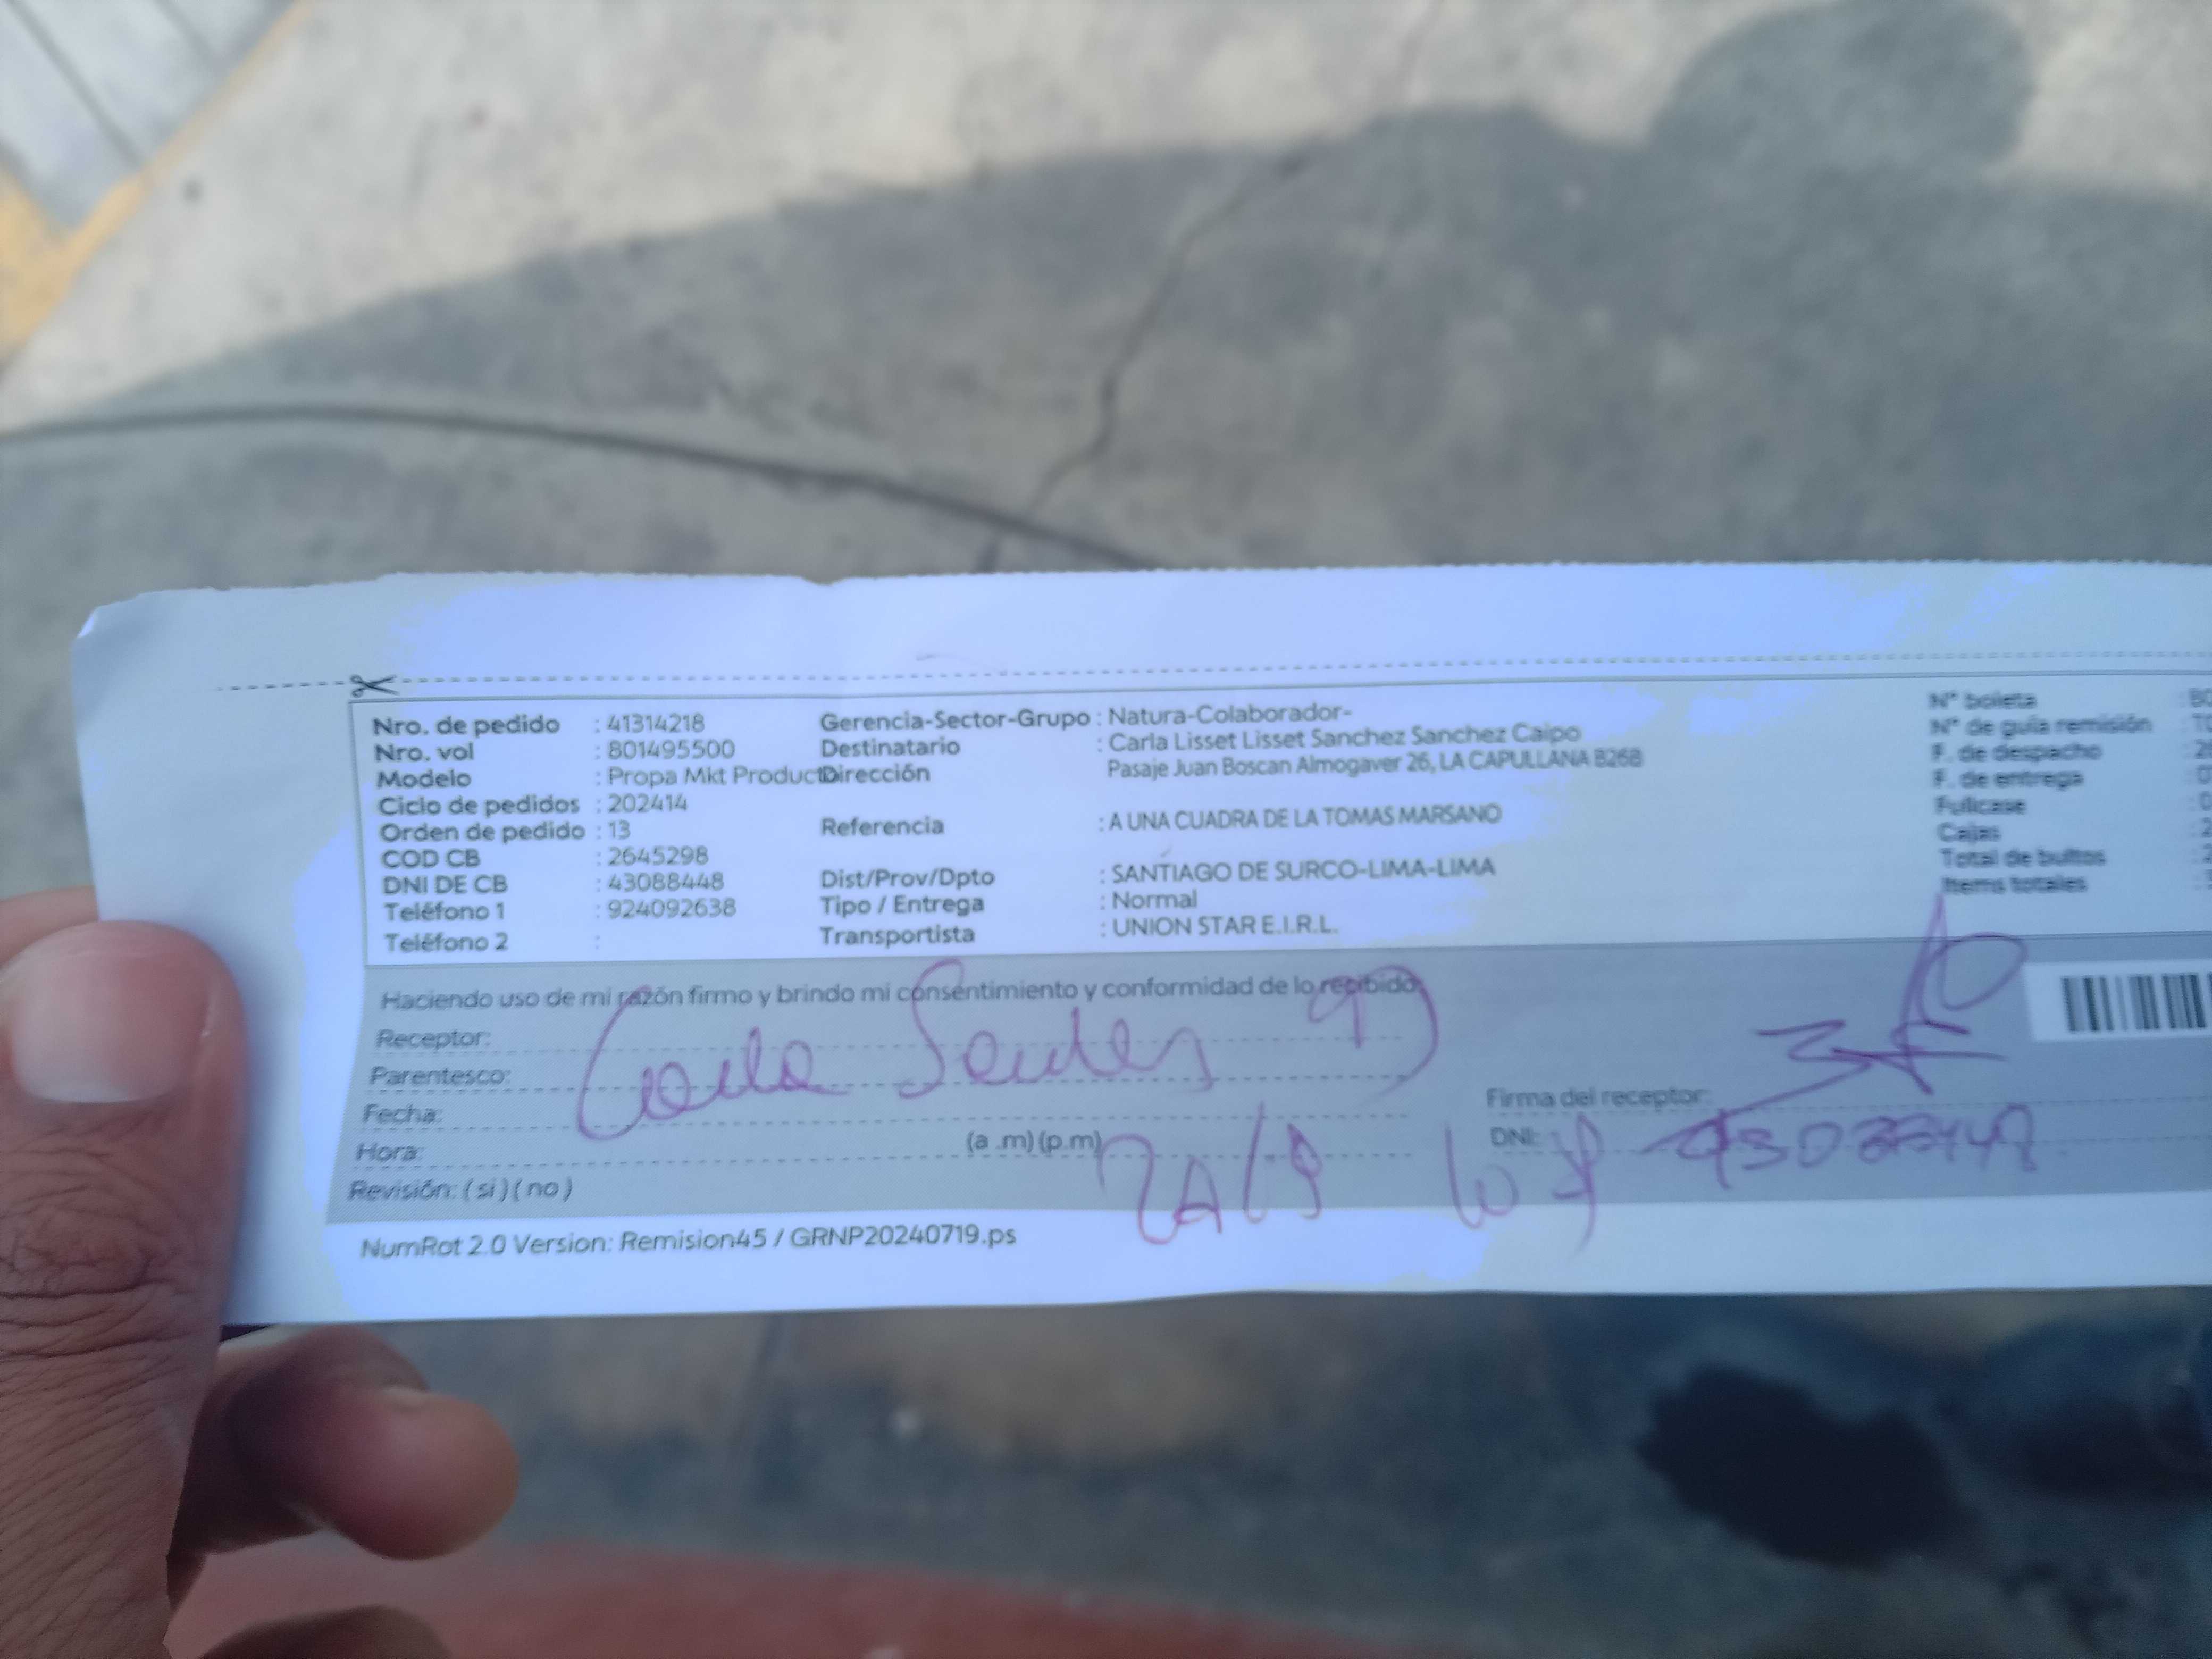 Nro. de pedido : 41314218
Nro. vol : 801495500
Modelo : Propa Mkt Product
Ciclo de pedidos : 202414
Orden de pedido : 13
COD CB : 2645298
DNI DE CB : 43088448
Teléfono 1 : 924092638
Teléfono 2 :
Gerencia-Sector-Grupo : Natura-Colaborador-
Destinatario : Carla Lisset Lisset Sanchez Sanchez Caipo
Dirección Pasaje Juan Boscan Almogaver 26, LA CAPULLANA B268
Referencia : A UNA CUADRA DE LA TOMAS MARSANO
Dist/Prov/Dpto : SANTIAGO DE SURCO-LIMA-LIMA
Tipo / Entrega : Normal
Transportista : UNION STAR E.I.R.L.
N° boleta
N° de guía remisión
F. de despacho
F. de entrega
Fullcase
Cajas
Total de bultos
Items totales
Haciendo uso de mi razón firmo y brindo mi consentimiento y conformidad de lo recibido.
Receptor:
Parentesco:
Fecha:
Hora: (a .m) (p.m)
Revisión: ( si ) ( no )
Firma del receptor:
DNI:
NumRot 2.0 Version: Remision45 / GRNP20240719.ps